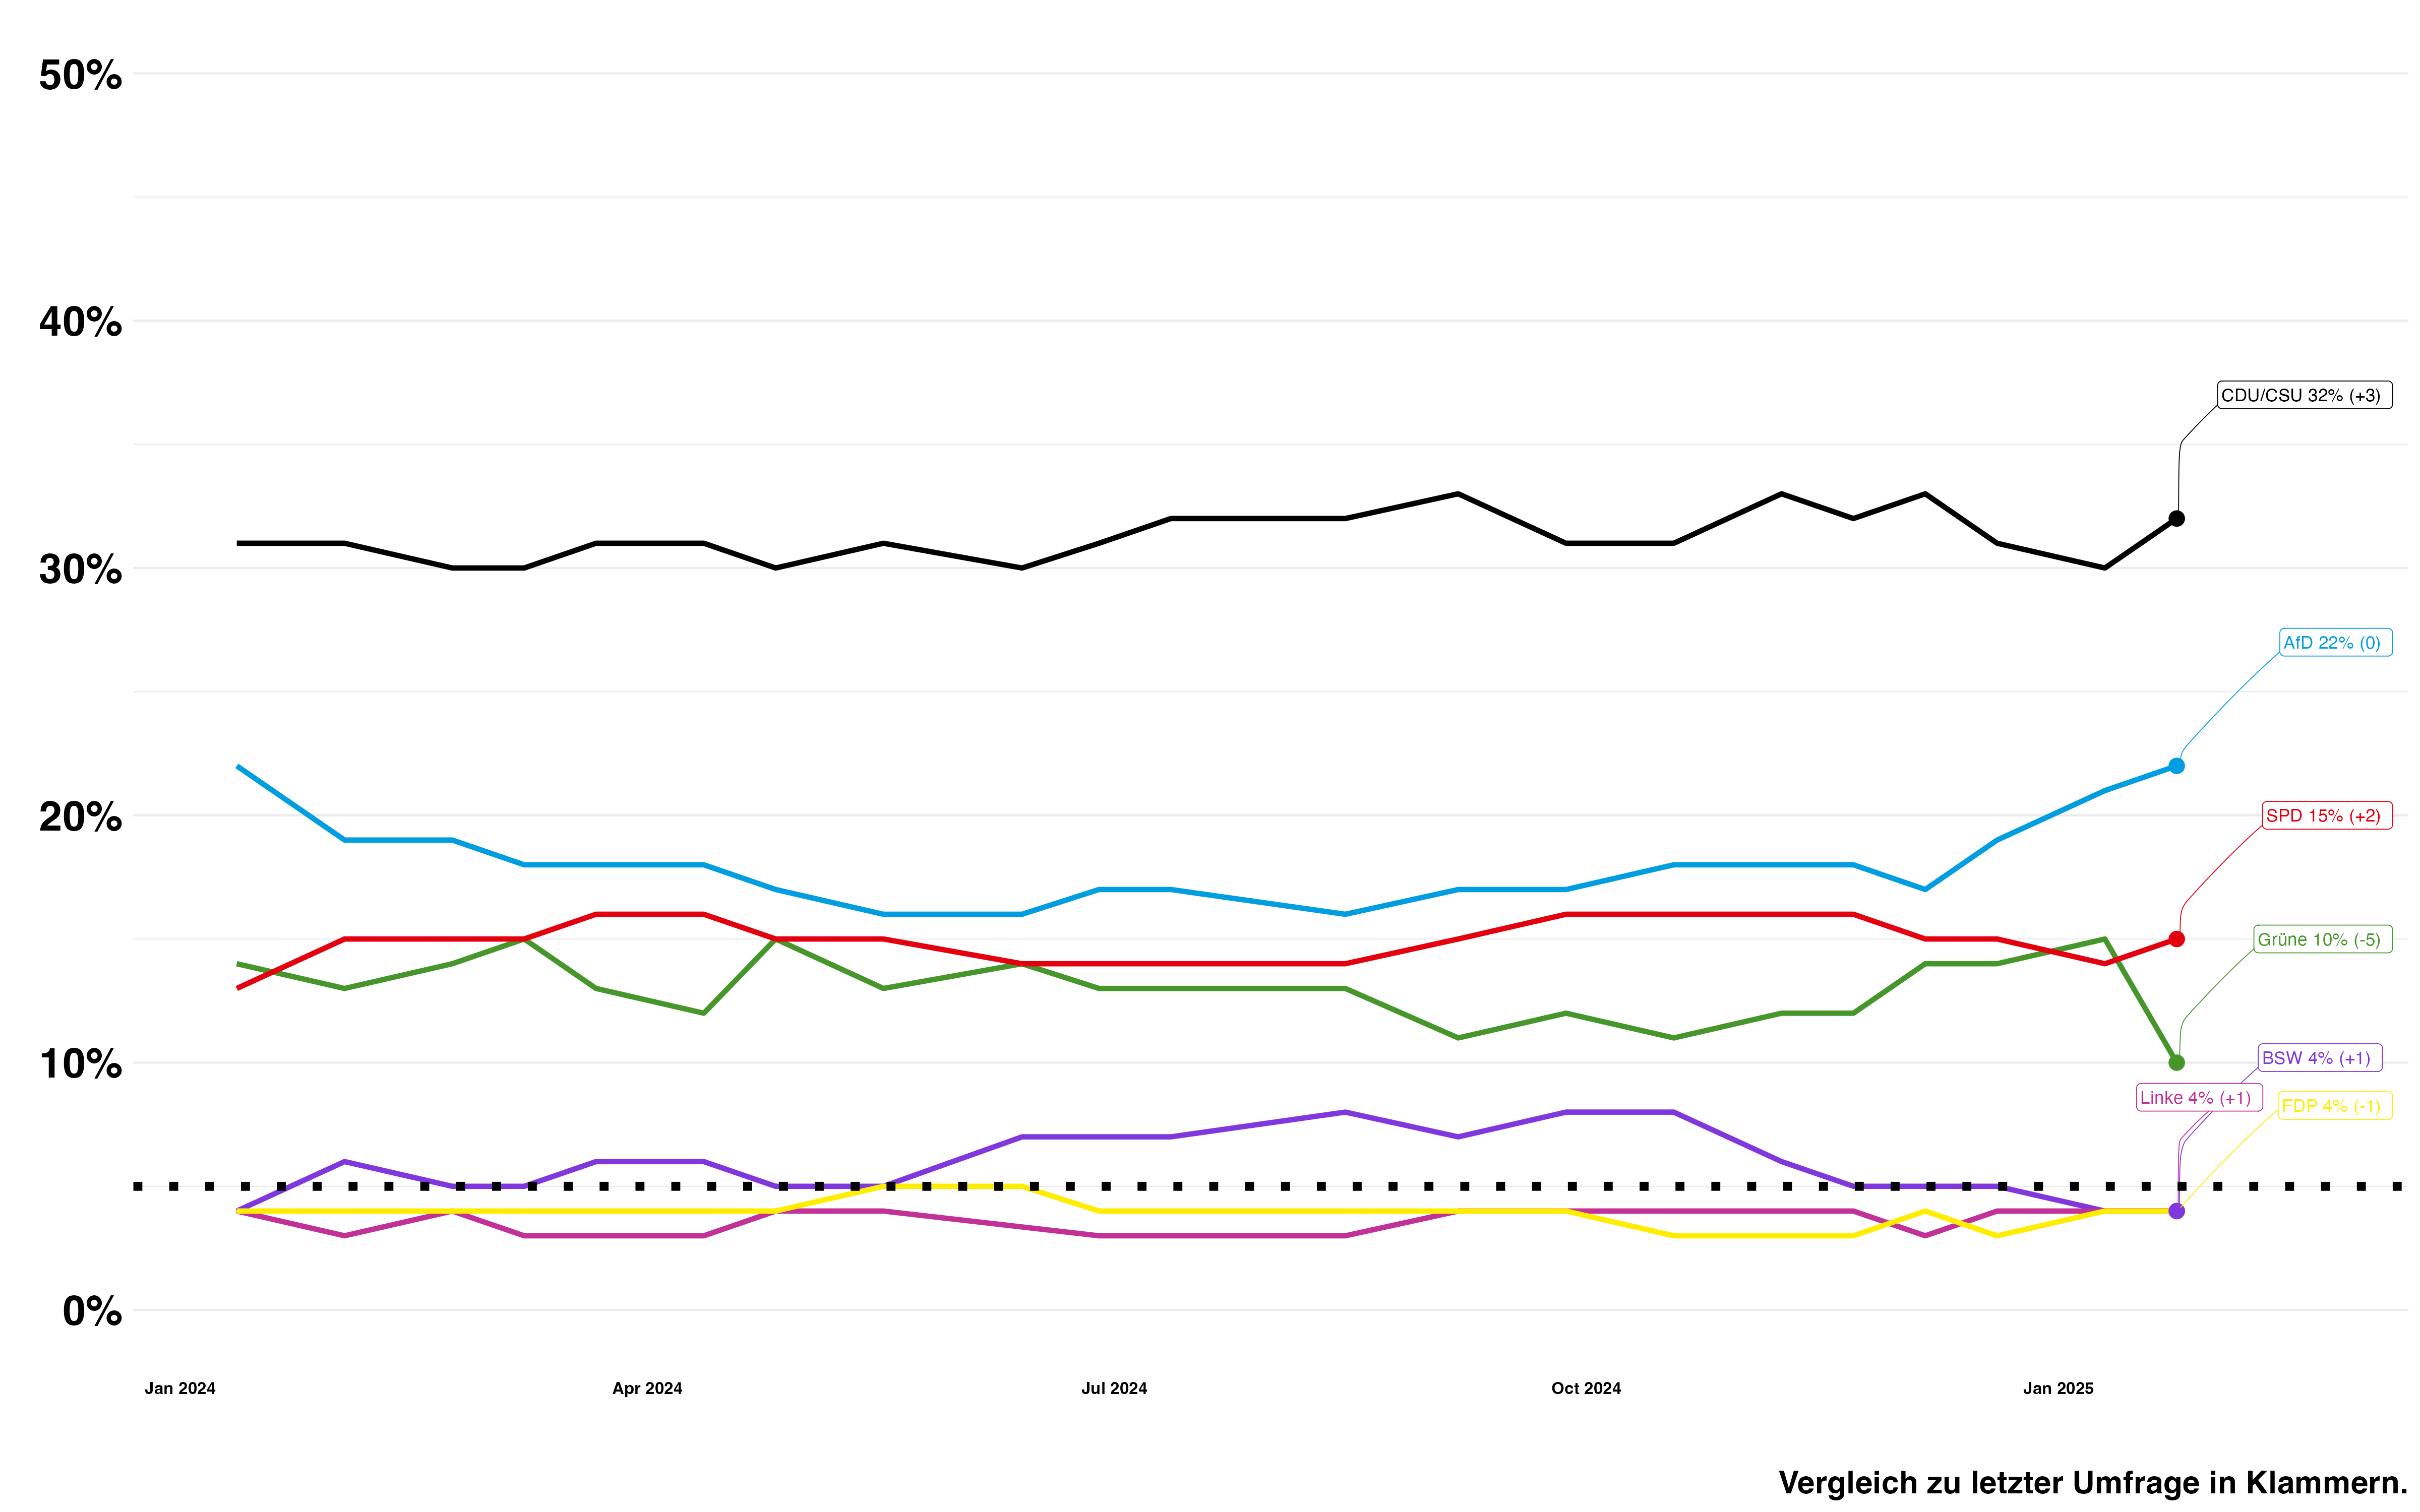 50%
40%
30%
20%
10%
0%
CDU/CSU 32% (+3)
AfD 22% (0)
SPD 15% (+2)
Grüne 10% (-5)
BSW 4% (+1)
Linke 4% (+1)
FDP 4% (-1)
Jan 2024
Apr 2024
Jul 2024
Oct 2024
Jan 2025
Vergleich zu letzter Umfrage in Klammern.